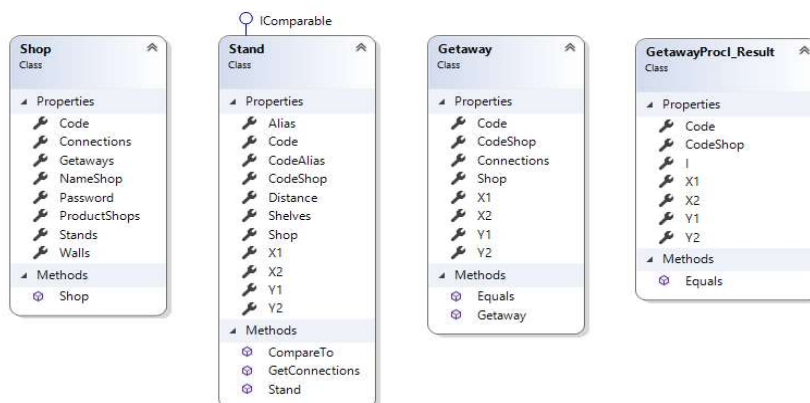 IComparable
Shop
Class
Properties
Code
Connections
Getaways
NameShop
Password
ProductShops
Stands
Walls
Methods
Shop
Stand
Class
Properties
Alias
Code
CodeAlias
CodeShop
Distance
Shelves
Shop
X1
X2
Y1
Y2
Methods
CompareTo
GetConnections
Stand
Getaway
Class
Properties
Code
CodeShop
Connections
Shop
X1
X2
Y1
Y2
Methods
Equals
Getaway
GetawayProcI_Result
Class
Properties
Code
CodeShop
I
X1
X2
Y1
Y2
Methods
Equals